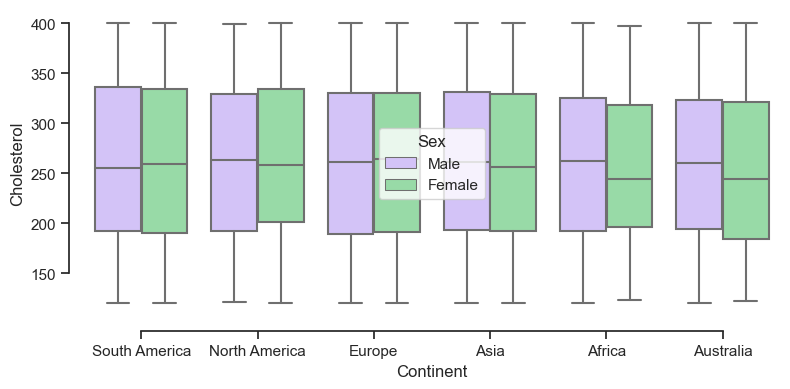 400
350
300
250
200
150
Cholesterol
Sex
Male
Female
South America North America Europe Asia Africa Australia
Continent